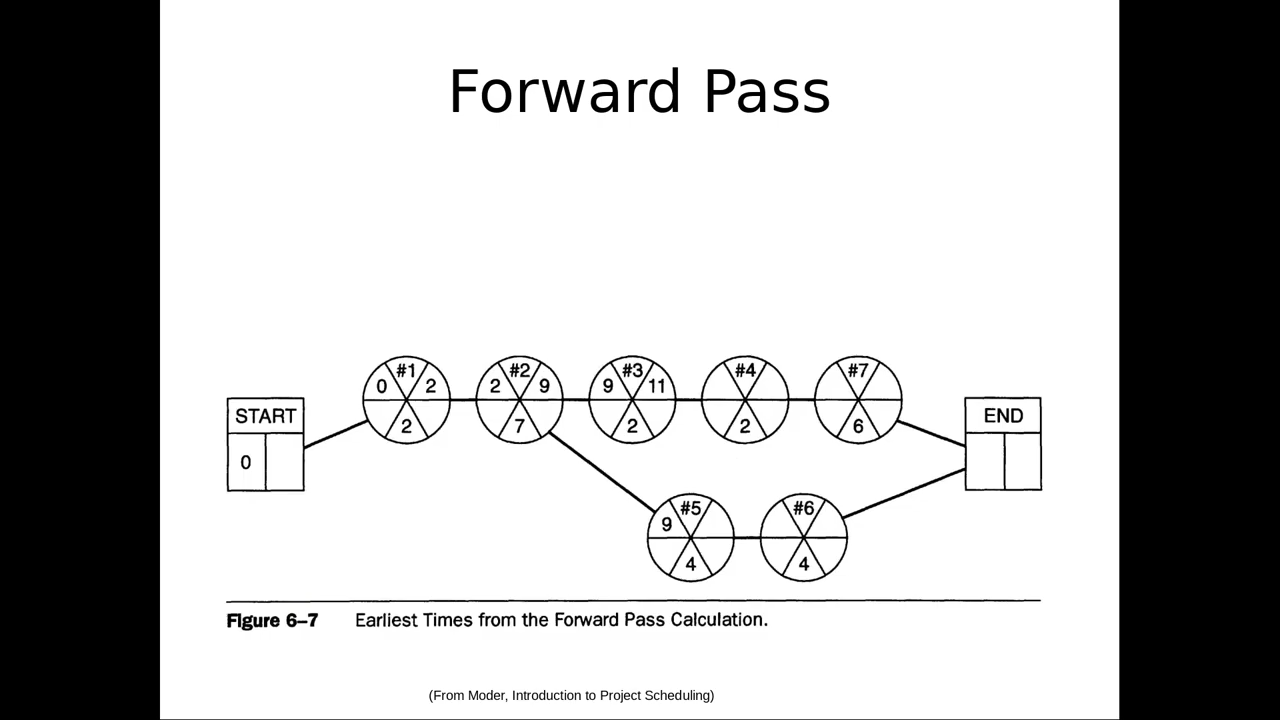 Forward Pass
#1 #2 #3 #4 #7
0 2 2 9 9 11
START END
2 7 2 2 6
0
#5 #6
9
4 4
Figure 6–7 Earliest Times from the Forward Pass Calculation.
(From Moder, Introduction to Project Scheduling)